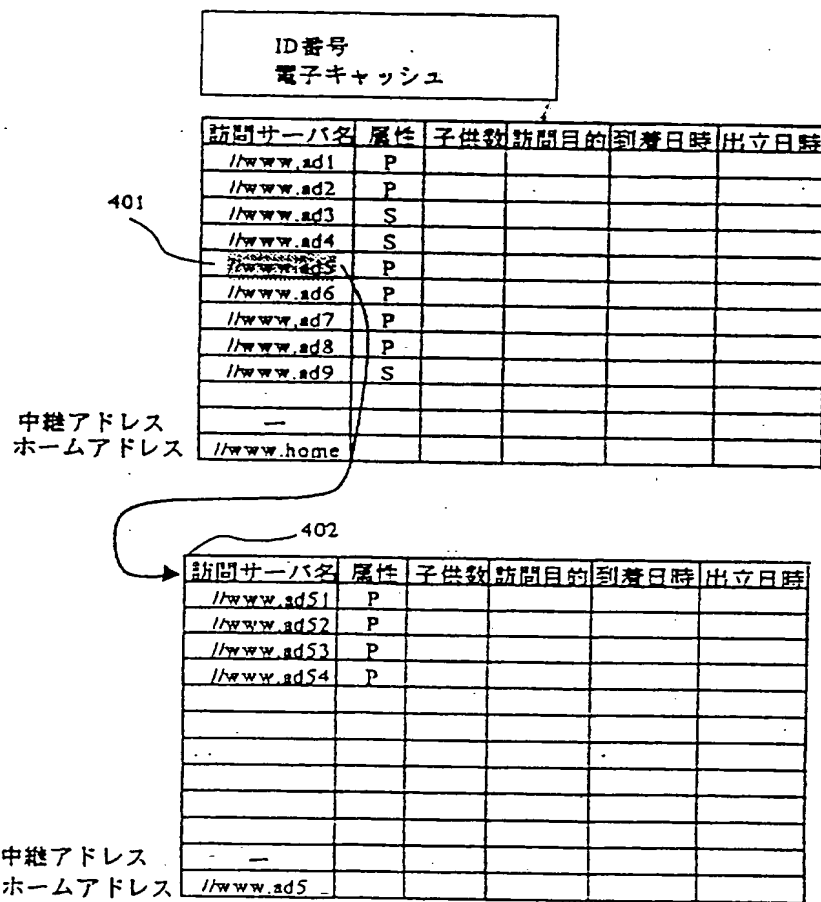 ID番号
電子キャッシュ
訪問サーバ名 属性 子供数 訪問目的 到着日時 出立日時
//www.ad1 P
//www.ad2 P
401
//www.ad3 S
//www.ad4 S
//www.ad5 P
//www.ad6 P
//www.ad7 P
//www.ad8 P
//www.ad9 S
中継アドレス —
ホームアドレス //www.home
402
訪問サーバ名 属性 子供数 訪問目的 到着日時 出立日時
//www.ad51 P
//www.ad52 P
//www.ad53 P
//www.ad54 P
中継アドレス —
ホームアドレス //www.ad5